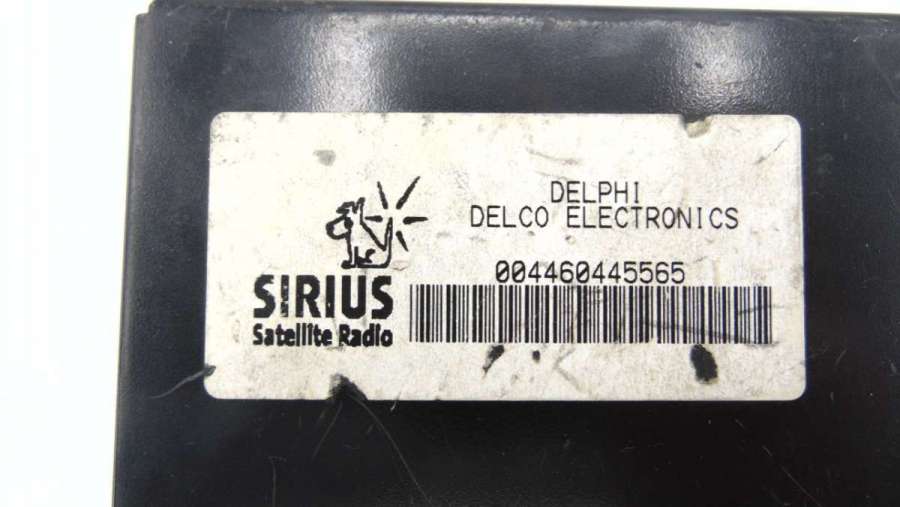 DELPHI
DELCO ELECTRONICS
004460445565
SIRIUS
Satellite Radio